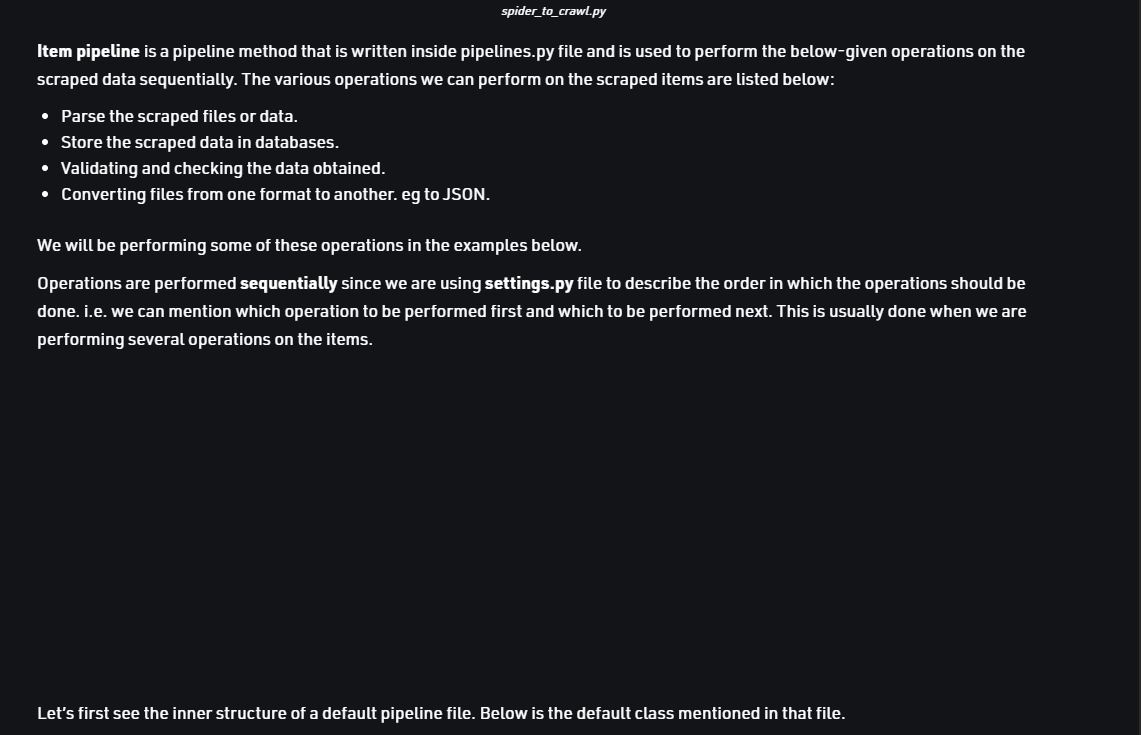 spider_to_crawl.py
Item pipeline is a pipeline method that is written inside pipelines.py file and is used to perform the below-given operations on the
scraped data sequentially. The various operations we can perform on the scraped items are listed below:
• Parse the scraped files or data.
• Store the scraped data in databases.
• Validating and checking the data obtained.
• Converting files from one format to another. eg to JSON.
We will be performing some of these operations in the examples below.
Operations are performed sequentially since we are using settings.py file to describe the order in which the operations should be
done. i.e. we can mention which operation to be performed first and which to be performed next. This is usually done when we are
performing several operations on the items.
Let’s first see the inner structure of a default pipeline file. Below is the default class mentioned in that file.